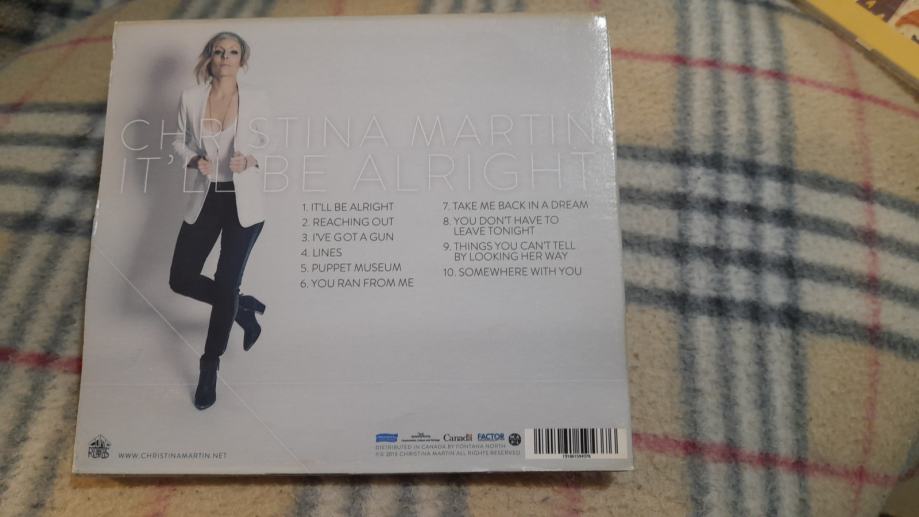 CHRISTINA MARTIN
IT'LL BE ALRIGHT
1. IT'LL BE ALRIGHT
2. REACHING OUT
3. I'VE GOT A GUN
4. LINES
5. PUPPET MUSEUM
6. YOU RAN FROM ME
7. TAKE ME BACK IN A DREAM
8. YOU DON'T HAVE TO
LEAVE TONIGHT
9. THINGS YOU CAN'T TELL
BY LOOKING HER WAY
10. SOMEWHERE WITH YOU
WWW.CHRISTINAMARTIN.NET
Canada FACTOR
DISTRIBUTED IN CANADA BY FONTANA NORTH
CHRISTINA MARTIN ALL RIGHTS RESERVED